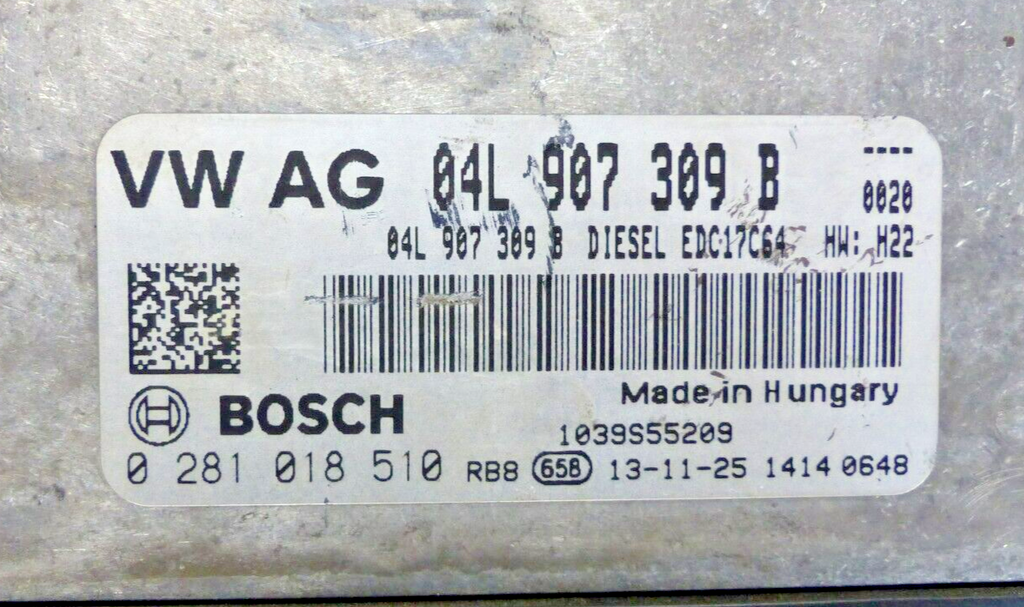 VW AG 04L 907 309 B ----
0020
04L 907 309 B DIESEL EDC17C64 HW: H22
Made in Hungary
BOSCH
1039S55209
0 281 018 510 RB8 658 13-11-25 1414 0648